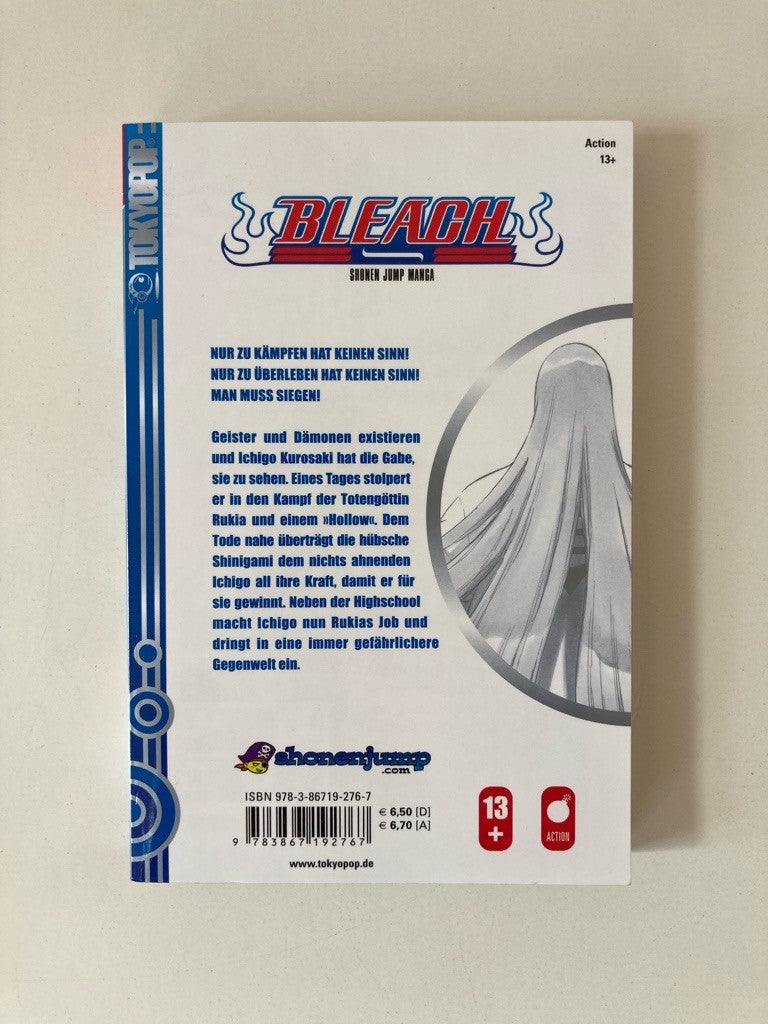 TOKYOPOP®
Action
13+
BLEACH
SHONEN JUMP MANGA
NUR ZU KÄMPFEN HAT KEINEN SINN!
NUR ZU ÜBERLEBEN HAT KEINEN SINN!
MAN MUSS SIEGEN!
Geister und Dämonen existieren
und Ichigo Kurosaki hat die Gabe,
sie zu sehen. Eines Tages stolpert
er in den Kampf der Totengöttin
Rukia und einem »Hollow«. Dem
Tode nahe überträgt die hübsche
Shinigami dem nichts ahnenden
Ichigo all ihre Kraft, damit er für
sie gewinnt. Neben der Highschool
macht Ichigo nun Rukias Job und
dringt in eine immer gefährlichere
Gegenwelt ein.
shonenjump
.com
ISBN 978-3-86719-276-7
€ 6,50 [D]
€ 6,70 [A]
9 783867 192767
www.tokyopop.de
13
+
ACTION